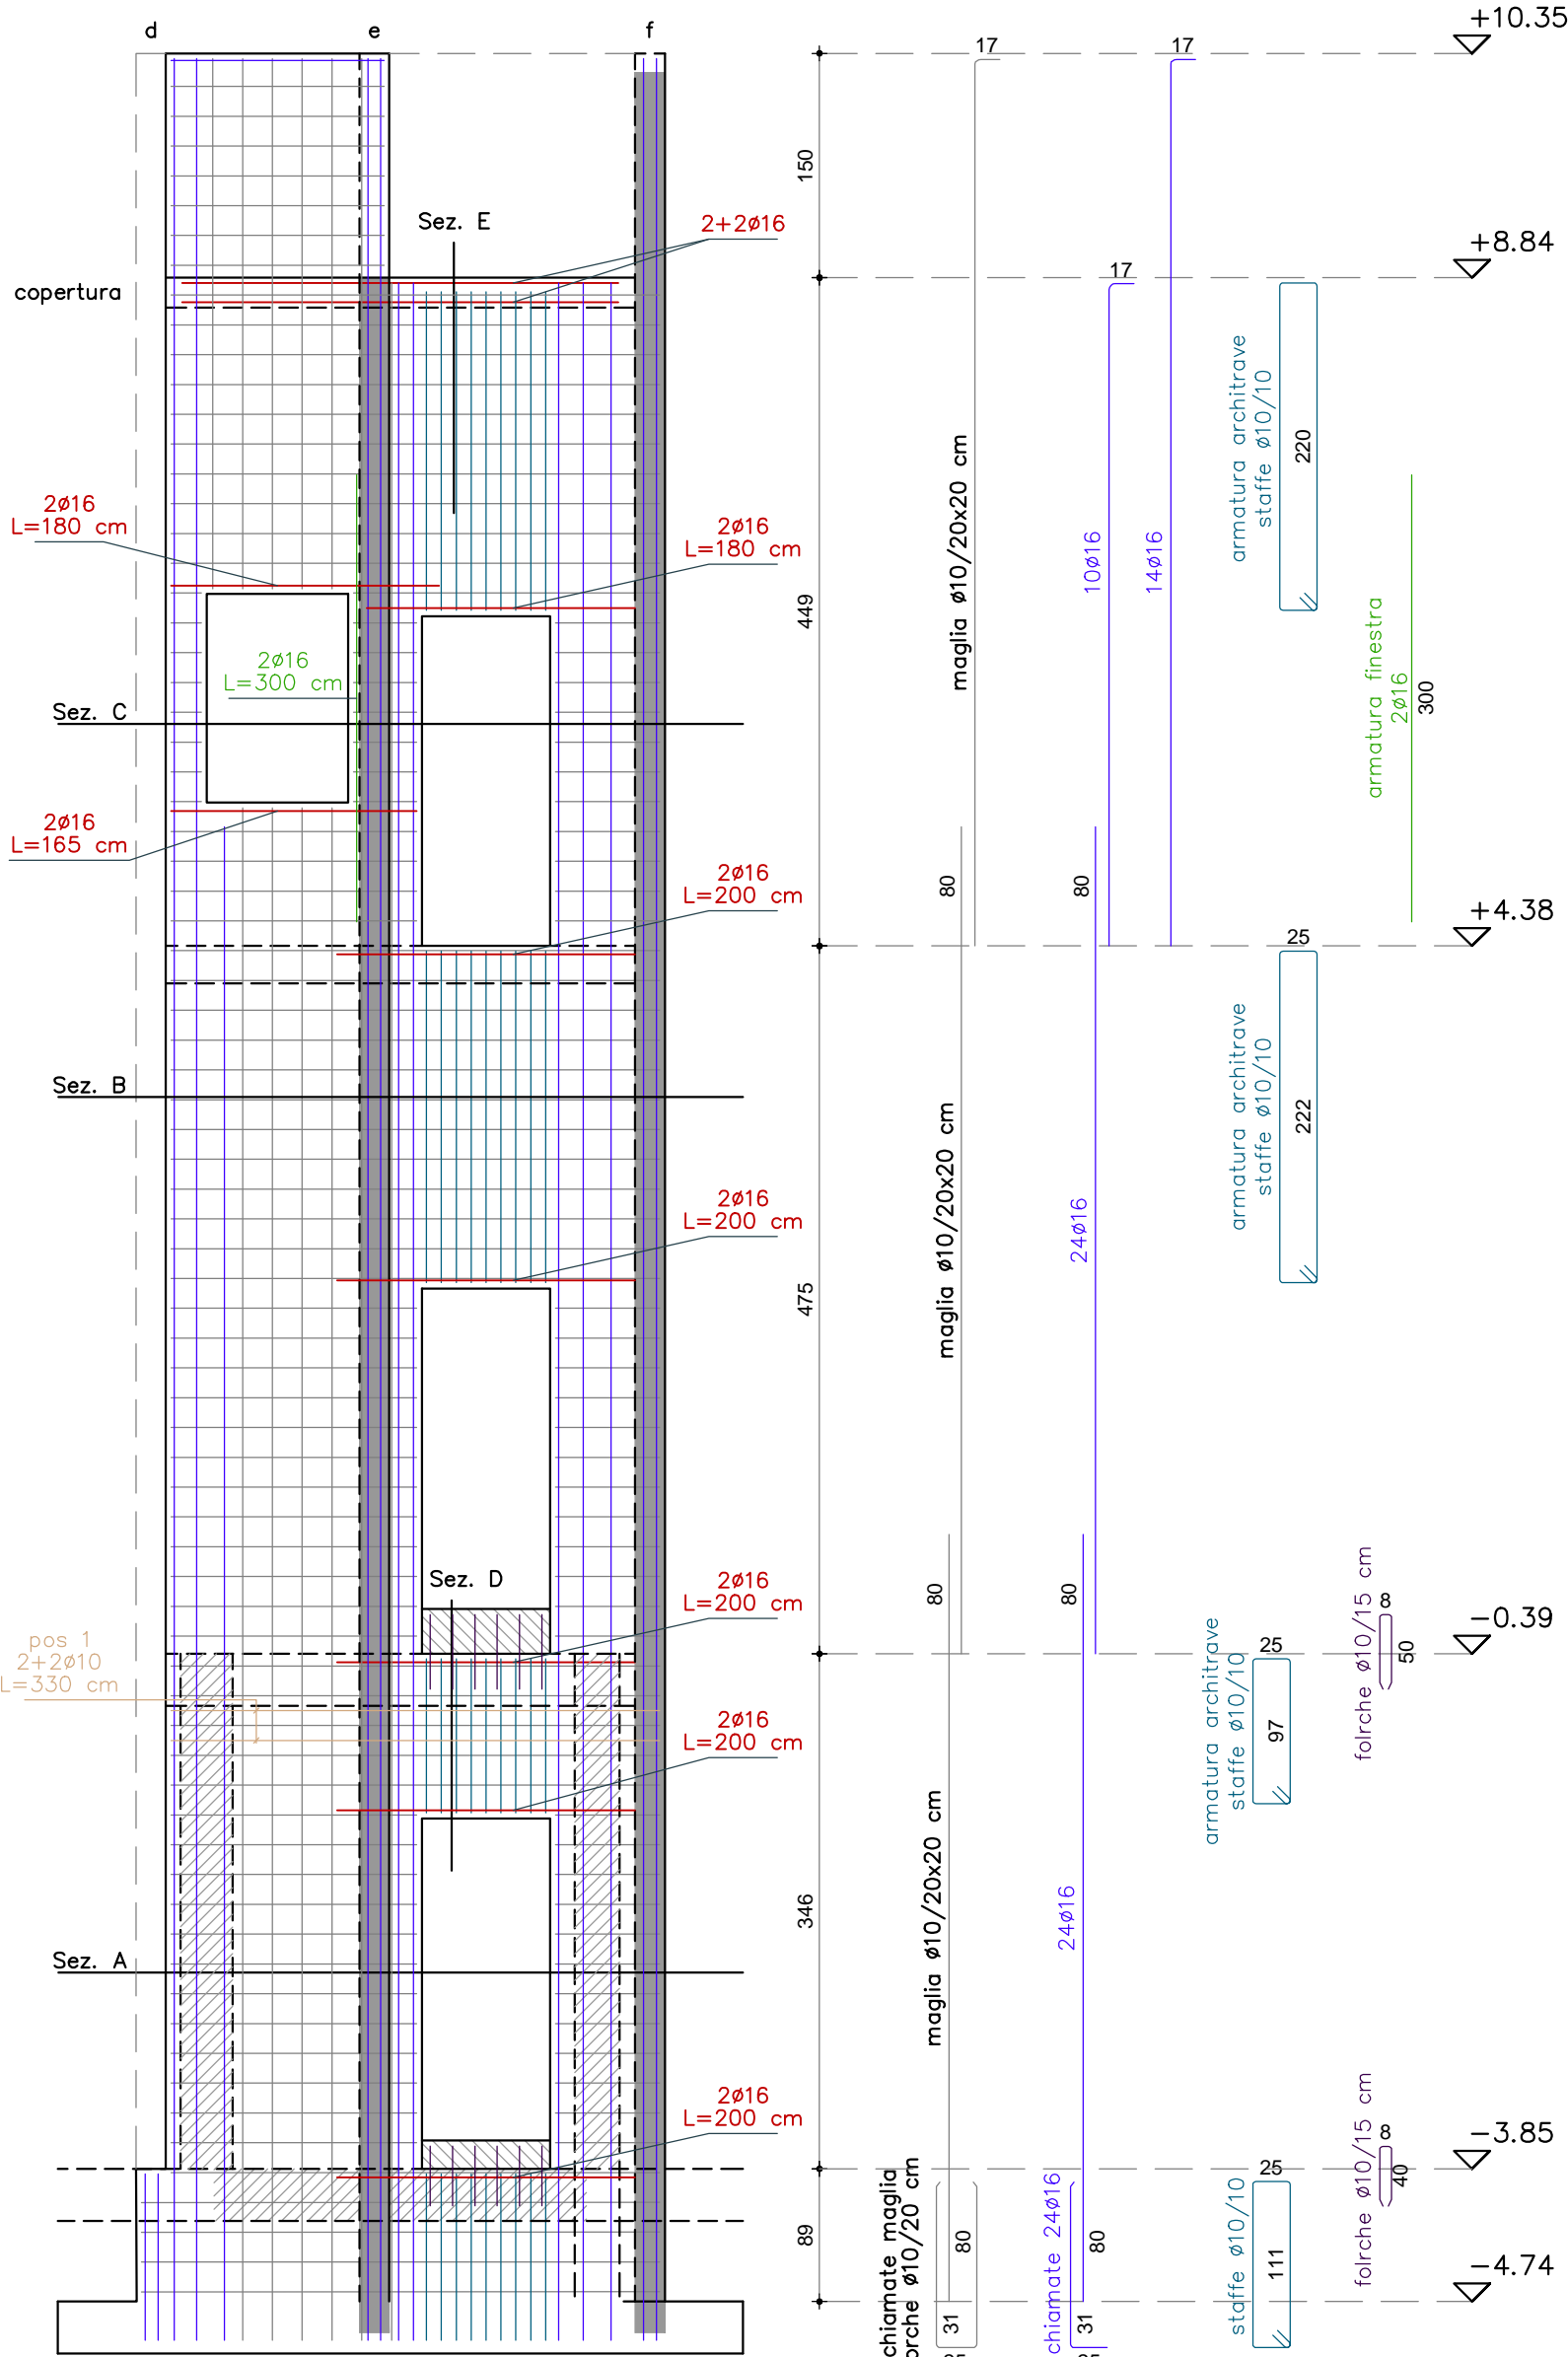 d
e
f
+10.35
17
17
150
Sez. E
2+2ø16
+8.84
17
copertura
armatura architrave
staffe ø10/10
220
maglia ø10/20x20 cm
10ø16
14ø16
2ø16
L=180 cm
2ø16
L=180 cm
449
armatura finestra
2ø16
300
2ø16
L=300 cm
Sez. C
2ø16
L=165 cm
2ø16
L=200 cm
80
80
+4.38
25
armatura architrave
staffe ø10/10
222
Sez. B
maglia ø10/20x20 cm
24ø16
2ø16
L=200 cm
475
Sez. D
2ø16
L=200 cm
80
80
folrche ø10/15 cm
8
50
-0.39
pos 1
2+2ø10
L=330 cm
25
armatura architrave
staffe ø10/10
97
2ø16
L=200 cm
maglia ø10/20x20 cm
24ø16
346
Sez. A
2ø16
L=200 cm
folrche ø10/15 cm
8
40
-3.85
25
chiamate maglia
orche ø10/20 cm
80
31
chiamate 24ø16
80
31
staffe ø10/10
111
89
-4.74